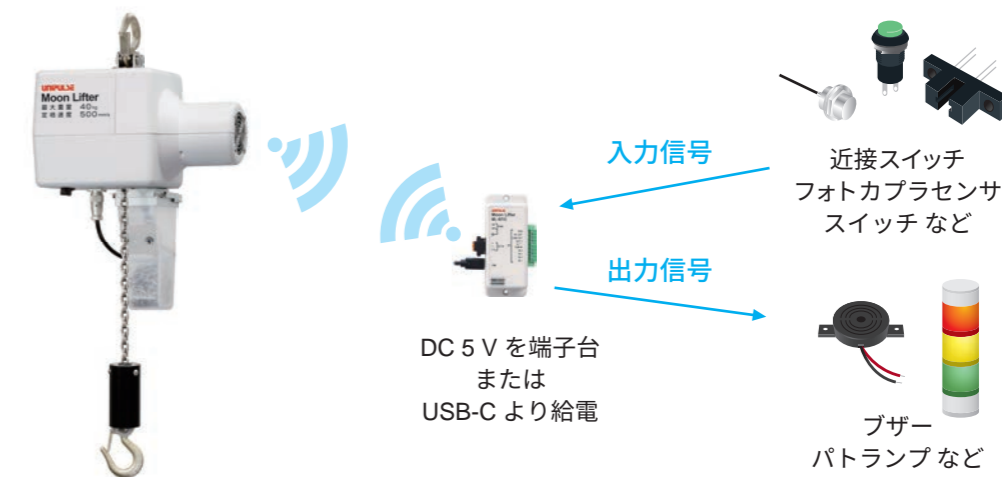 UNIPULSE
Moon Lifter
最大重量 40kg
定格速度 500mm/s
入力信号
近接スイッチ
フォトカプラセンサ
スイッチ など
UNIPULSE
Moon Lifter
出力信号
DC 5 V を端子台
または
USB-C より給電
ブザー
パトランプ など